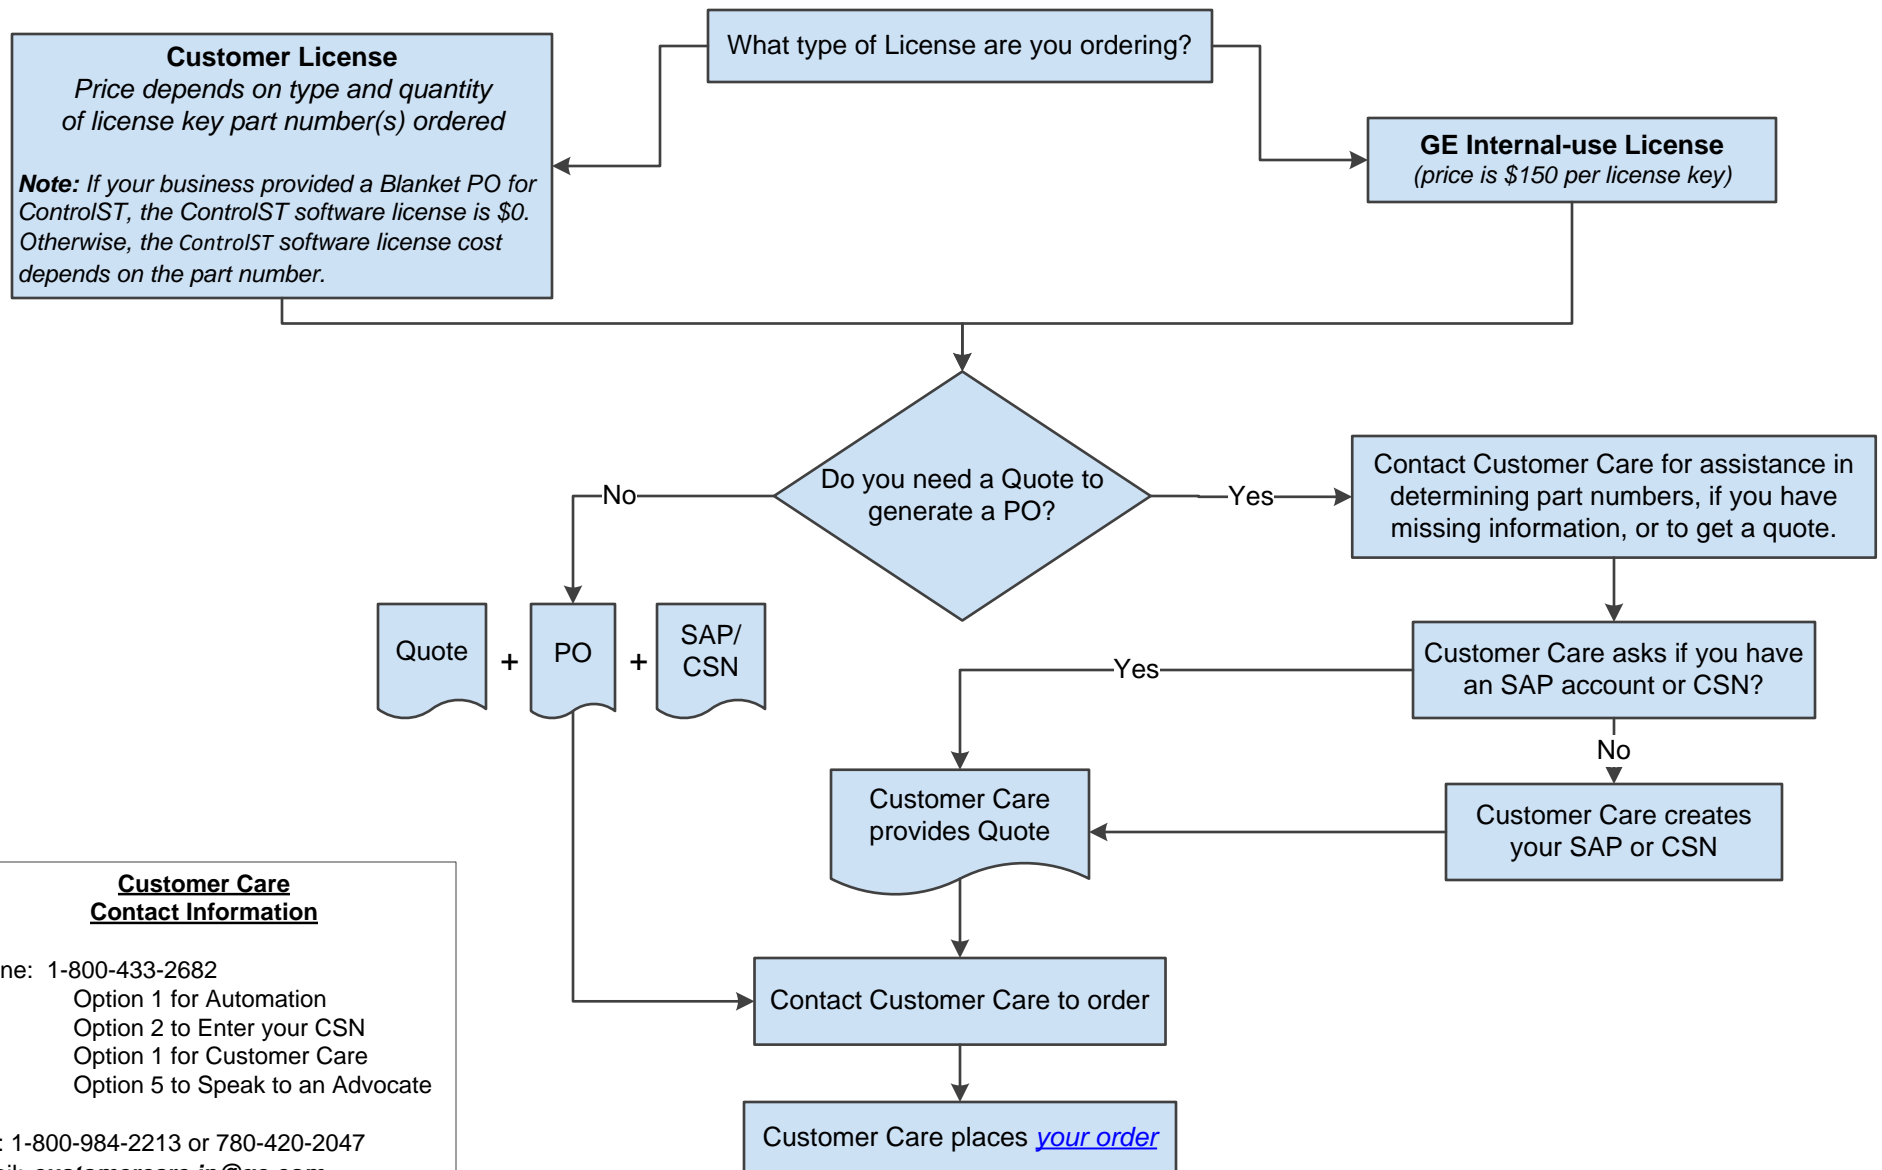 What type of License are you ordering?
Customer License
Price depends on type and quantity
of license key part number(s) ordered
Note: If your business provided a Blanket PO for
ControlST, the ControlST software license is $0.
Otherwise, the ControlST software license cost
depends on the part number.
GE Internal-use License
(price is $150 per license key)
Do you need a Quote to
generate a PO?
No
Yes
Contact Customer Care for assistance in
determining part numbers, if you have
missing information, or to get a quote.
Quote
+
PO
+
SAP/
CSN
Customer Care asks if you have
an SAP account or CSN?
Yes
No
Customer Care
provides Quote
Customer Care creates
your SAP or CSN
Contact Customer Care to order
Customer Care places your order
Customer Care
Contact Information
ne: 1-800-433-2682
Option 1 for Automation
Option 2 to Enter your CSN
Option 1 for Customer Care
Option 5 to Speak to an Advocate
: 1-800-984-2213 or 780-420-2047